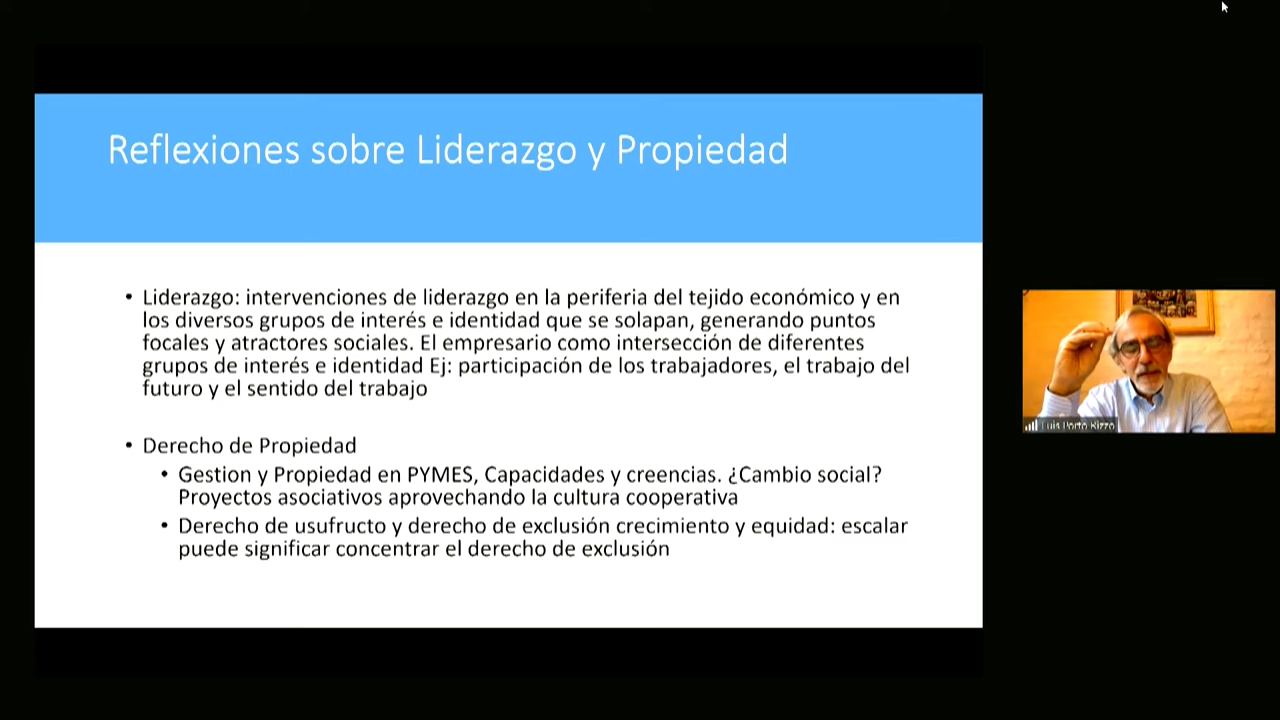 Reflexiones sobre Liderazgo y Propiedad
• Liderazgo: intervenciones de liderazgo en la periferia del tejido económico y en
los diversos grupos de interés e identidad que se solapan, generando puntos
focales y atractores sociales. El empresario como intersección de diferentes
grupos de interés e identidad Ej: participación de los trabajadores, el trabajo del
futuro y el sentido del trabajo
• Derecho de Propiedad
• Gestion y Propiedad en PYMES, Capacidades y creencias. ¿Cambio social?
Proyectos asociativos aprovechando la cultura cooperativa
• Derecho de usufructo y derecho de exclusión crecimiento y equidad: escalar
puede significar concentrar el derecho de exclusión
Luis Porto Rizzo